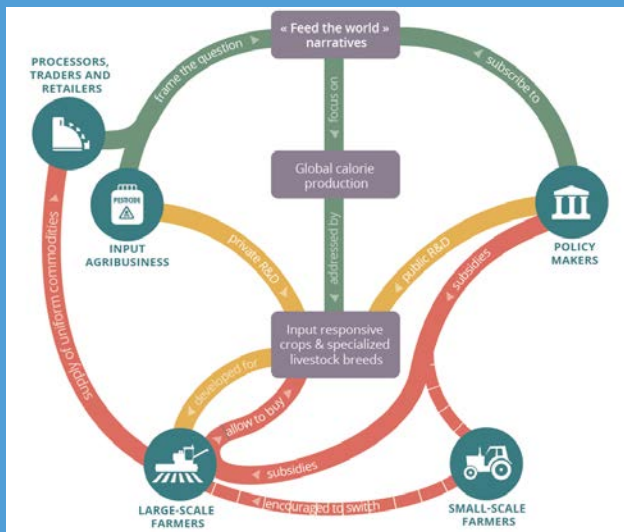 « Feed the world »
narratives
PROCESSORS,
TRADERS AND
RETAILERS
frame the question
subscribe to
focus on
Global calorie
production
PESTICIDE
INPUT
AGRIBUSINESS
POLICY
MAKERS
private R&D
addressed by
public R&D
subsidies
supply of uniform commodities
Input responsive
crops & specialized
livestock breeds
developed for
allow to buy
subsidies
encouraged to switch
LARGE-SCALE
FARMERS
SMALL-SCALE
FARMERS